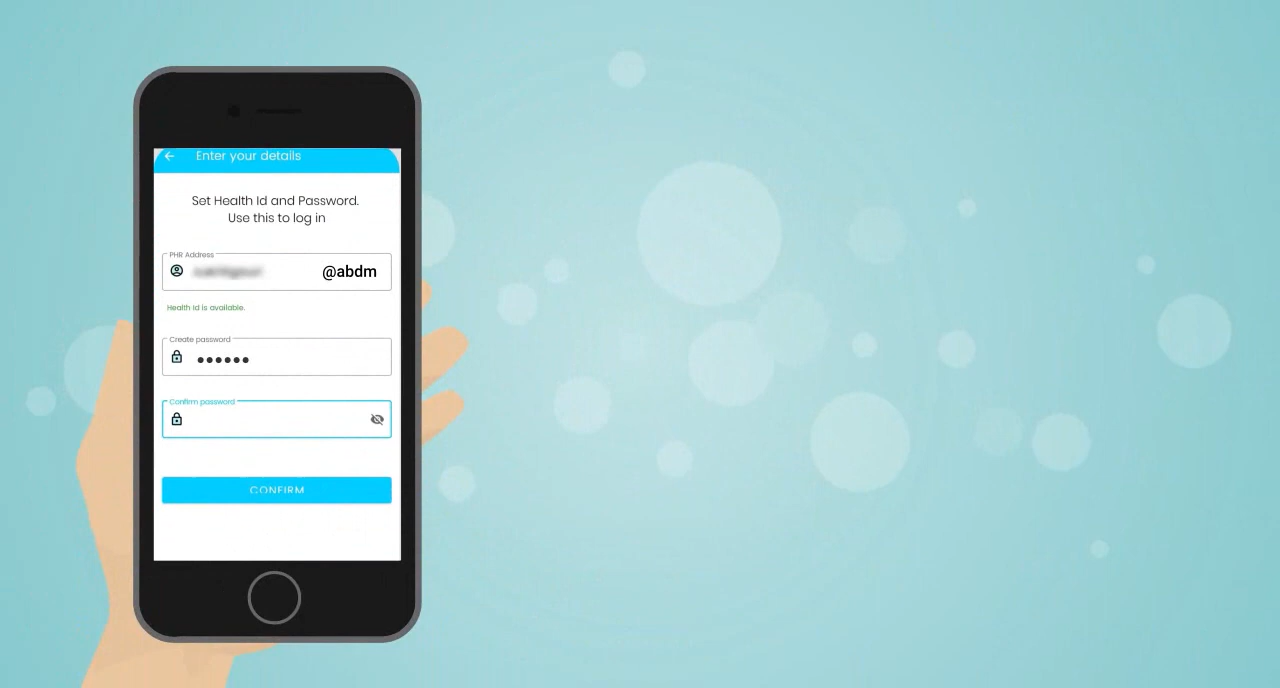 Enter your details
Set Health Id and Password.
Use this to log in
PHR Address
@abdm
Health Id is available.
Create password
Confirm password
CONFIRM